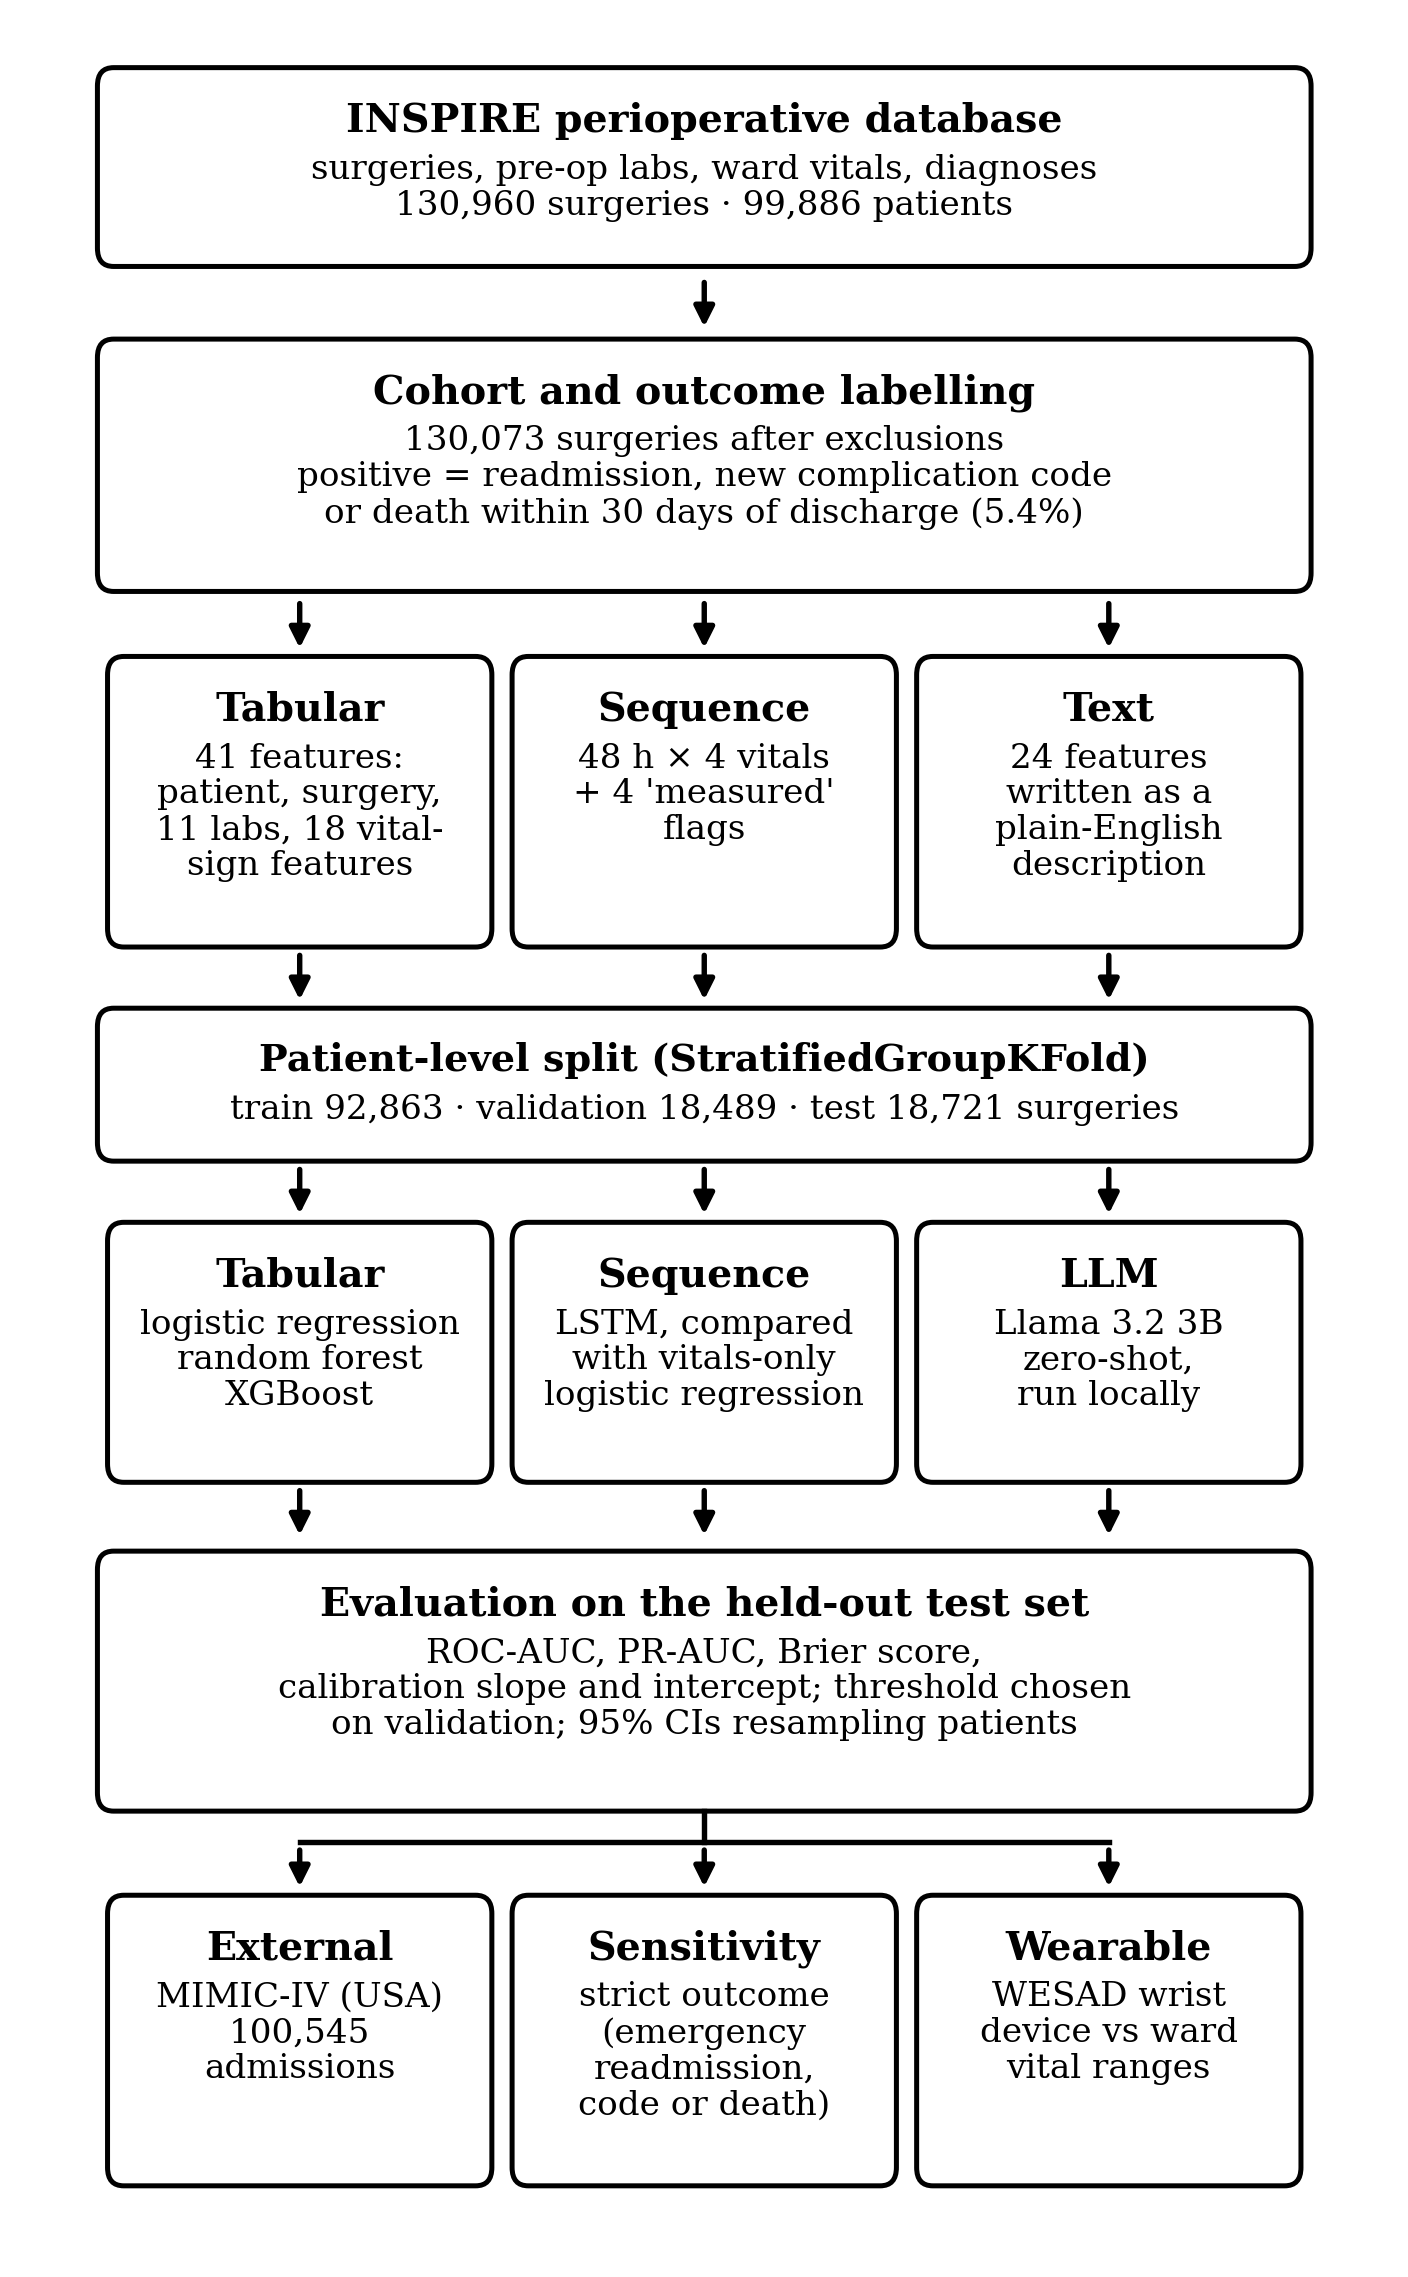 INSPIRE perioperative database
surgeries, pre-op labs, ward vitals, diagnoses
130,960 surgeries · 99,886 patients
Cohort and outcome labelling
130,073 surgeries after exclusions
positive = readmission, new complication code
or death within 30 days of discharge (5.4%)
Tabular
41 features:
patient, surgery,
11 labs, 18 vital-
sign features
Sequence
48 h × 4 vitals
+ 4 'measured'
flags
Text
24 features
written as a
plain-English
description
Patient-level split (StratifiedGroupKFold)
train 92,863 · validation 18,489 · test 18,721 surgeries
Tabular
logistic regression
random forest
XGBoost
Sequence
LSTM, compared
with vitals-only
logistic regression
LLM
Llama 3.2 3B
zero-shot,
run locally
Evaluation on the held-out test set
ROC-AUC, PR-AUC, Brier score,
calibration slope and intercept; threshold chosen
on validation; 95% CIs resampling patients
External
MIMIC-IV (USA)
100,545
admissions
Sensitivity
strict outcome
(emergency
readmission,
code or death)
Wearable
WESAD wrist
device vs ward
vital ranges